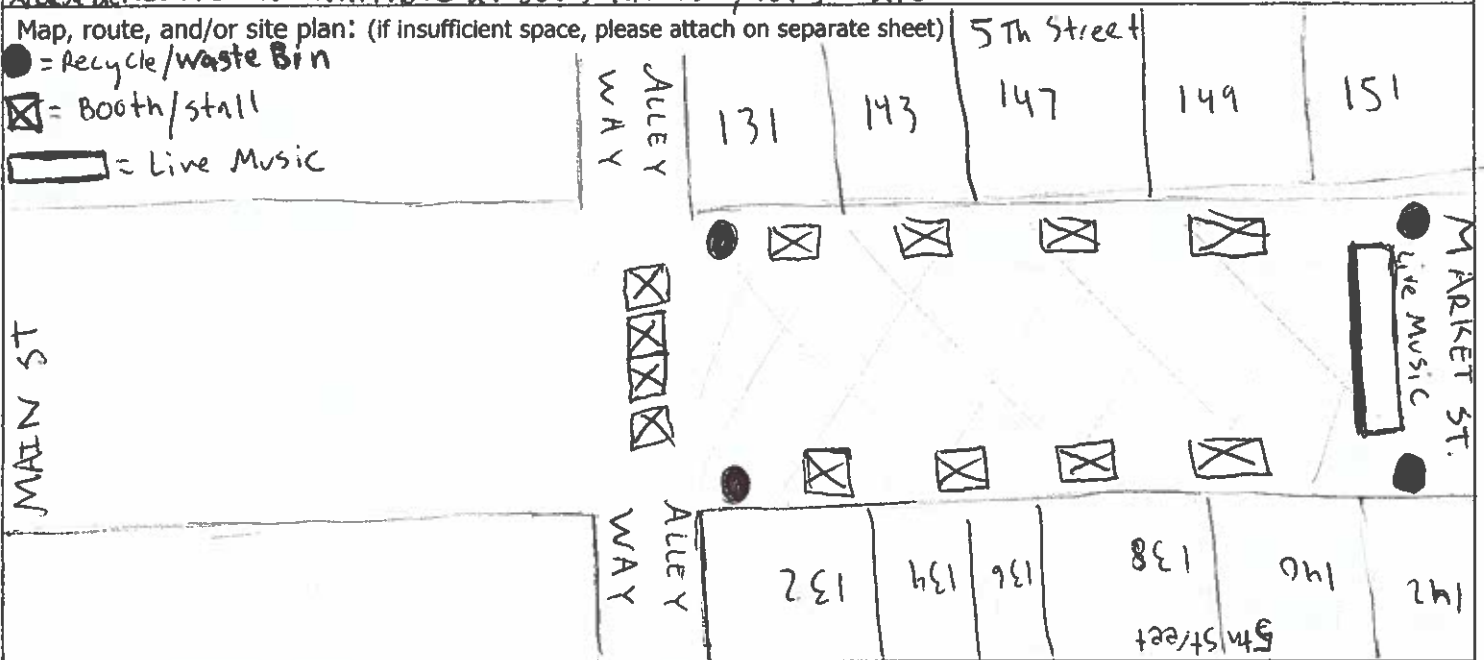 Map, route, and/or site plan: (if insufficient space, please attach on separate sheet)
5Th Street
= Recycle/waste Bin
= Booth/stall
= Live Music
ALLEY
WAY
131
143
147
149
151
MAIN ST
Live Music
MARKET ST.
ALLEY
WAY
132
134
136
138
140
142
5th Street